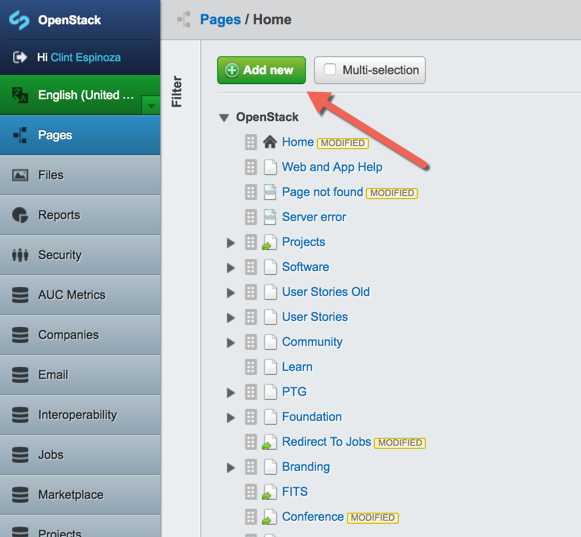 OpenStack
Hi Clint Espinoza
English (United ...
Pages
Files
Reports
Security
AUC Metrics
Companies
Email
Interoperability
Jobs
Marketplace
Projects
Filter
Pages / Home
Add new
Multi-selection
OpenStack
Home MODIFIED
Web and App Help
Page not found MODIFIED
Server error
Projects
Software
User Stories Old
User Stories
Community
Learn
PTG
Foundation
Redirect To Jobs MODIFIED
Branding
FITS
Conference MODIFIED